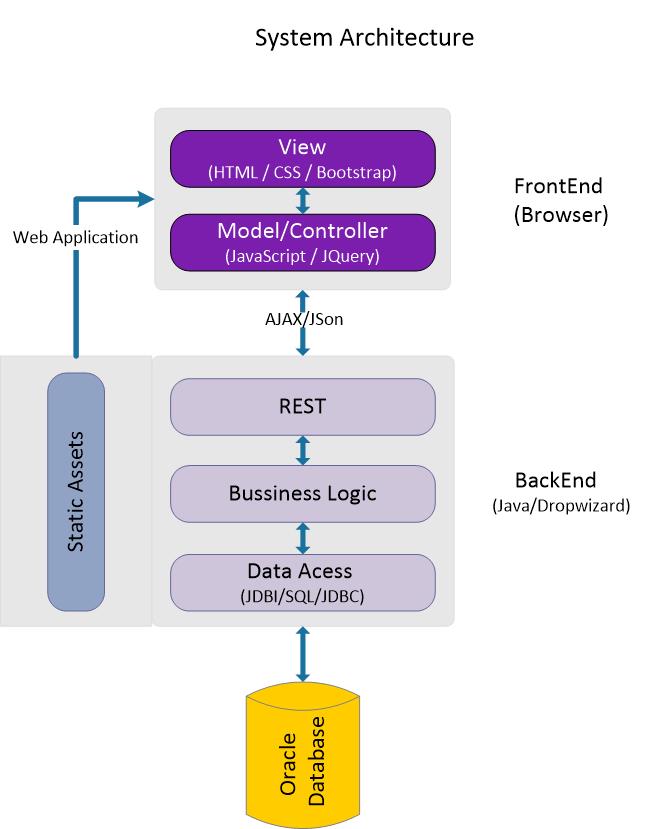 System Architecture
View
(HTML / CSS / Bootstrap)
Model/Controller
(JavaScript / JQuery)
FrontEnd
(Browser)
Web Application
AJAX/JSon
Static Assets
REST
Bussiness Logic
Data Acess
(JDBI/SQL/JDBC)
BackEnd
(Java/Dropwizard)
Oracle
Database